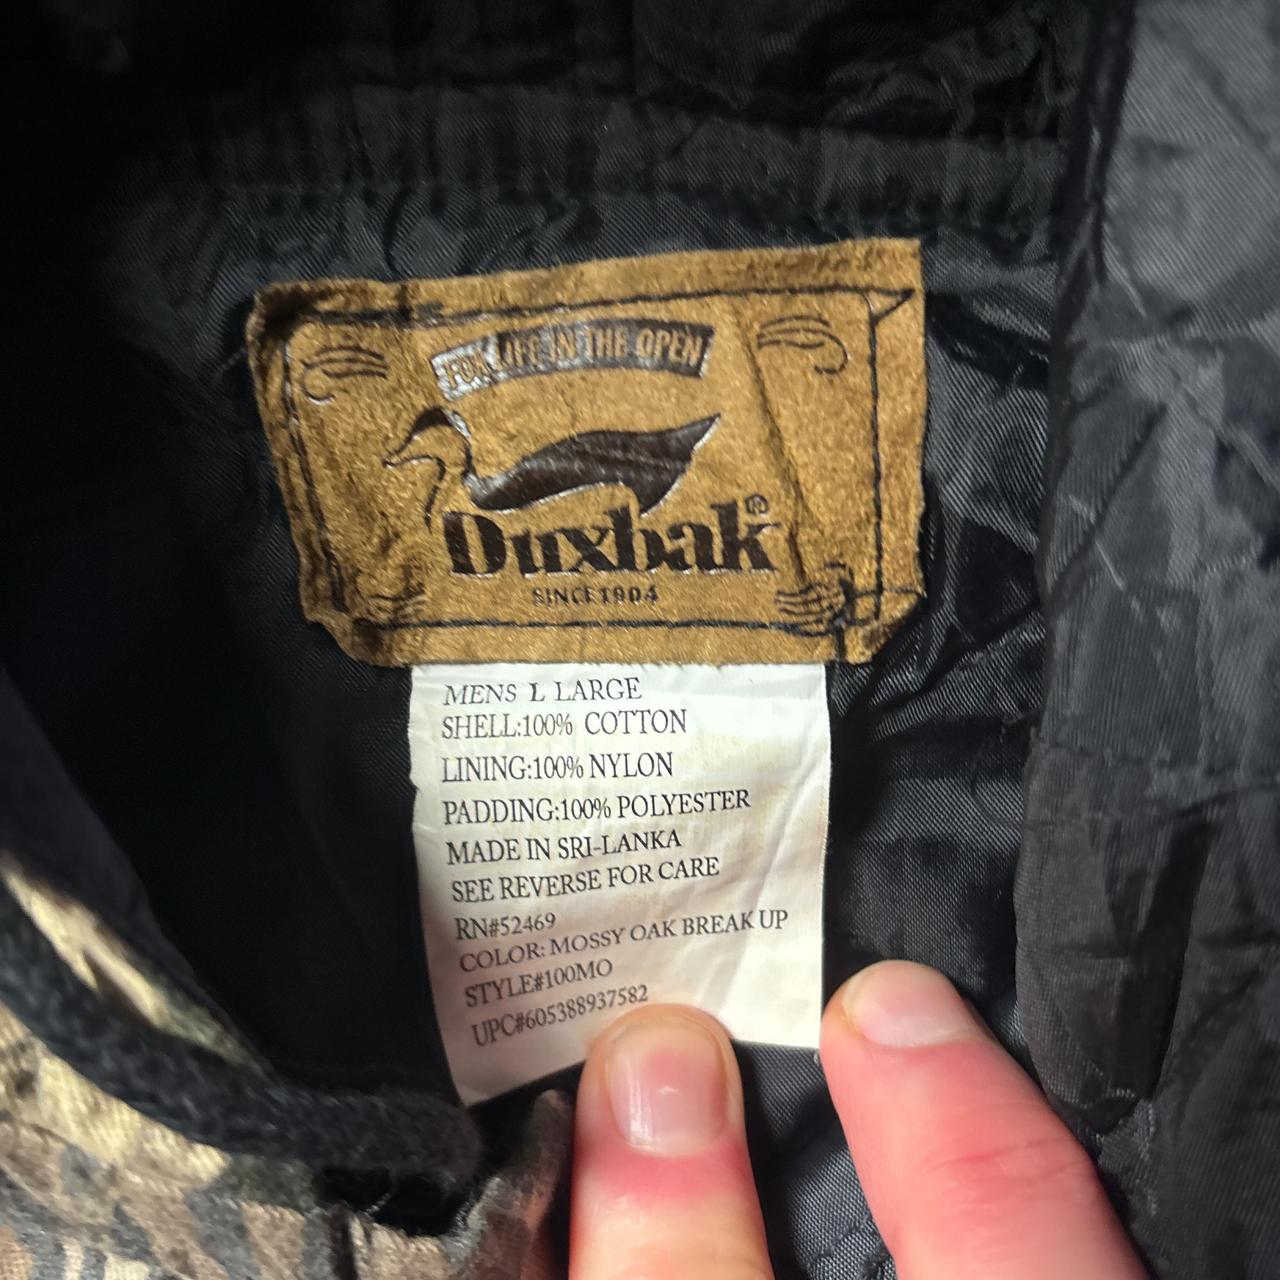 FOR LIFE IN THE OPEN
Duxbak®
SINCE 1904
MENS L LARGE
SHELL:100% COTTON
LINING:100% NYLON
PADDING:100% POLYESTER
MADE IN SRI-LANKA
SEE REVERSE FOR CARE
RN#52469
COLOR: MOSSY OAK BREAK UP
STYLE#100MO
UPC#605388937582